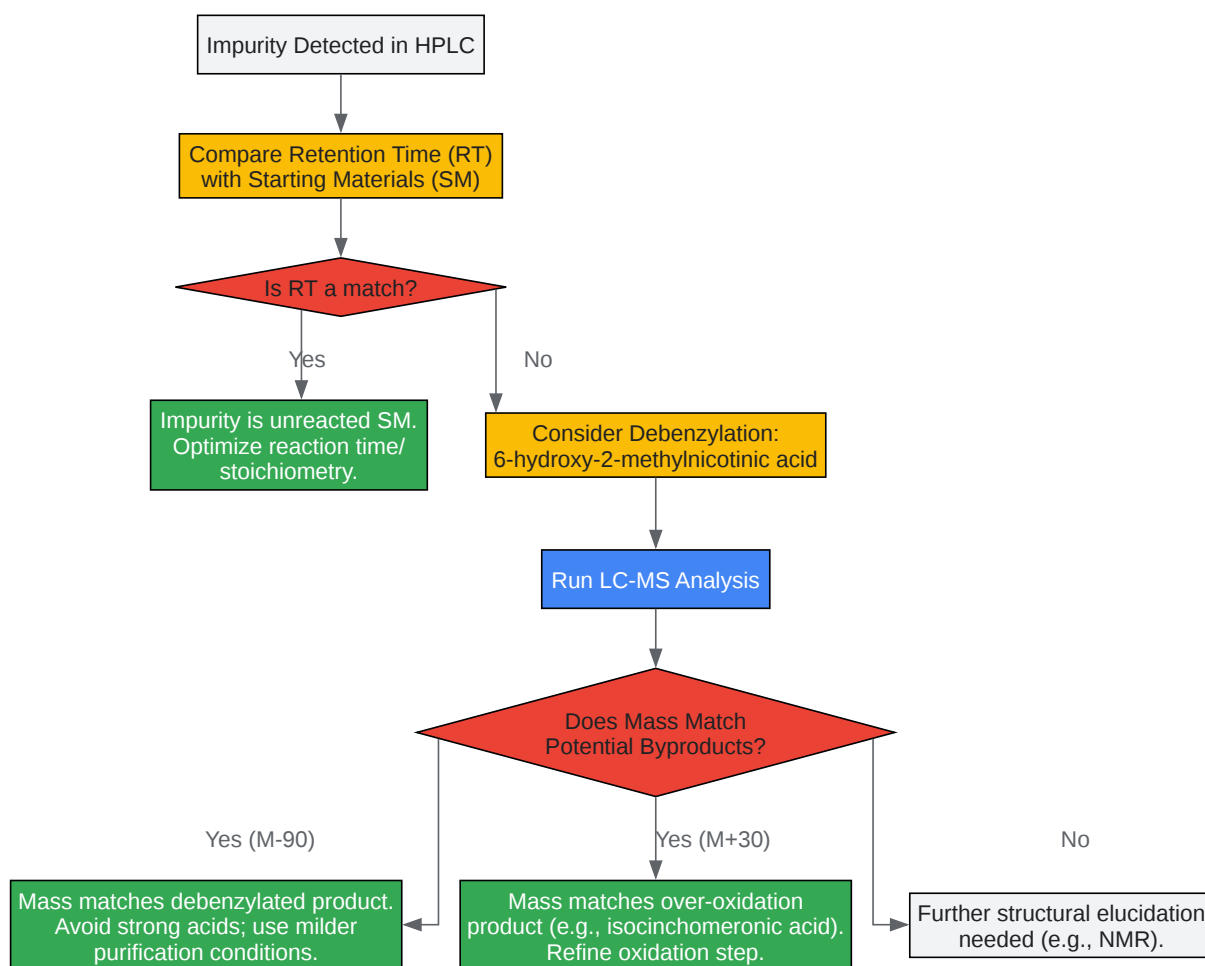 Impurity Detected in HPLC
Compare Retention Time (RT)
with Starting Materials (SM)
Is RT a match?
Yes
No
Impurity is unreacted SM.
Optimize reaction time/
stoichiometry.
Consider Debenzylation:
6-hydroxy-2-methylnicotinic acid
Run LC-MS Analysis
Does Mass Match
Potential Byproducts?
Yes (M-90)
Yes (M+30)
No
Mass matches debenzylated product.
Avoid strong acids; use milder
purification conditions.
Mass matches over-oxidation
product (e.g., isocinchomeronic acid).
Refine oxidation step.
Further structural elucidation
needed (e.g., NMR).